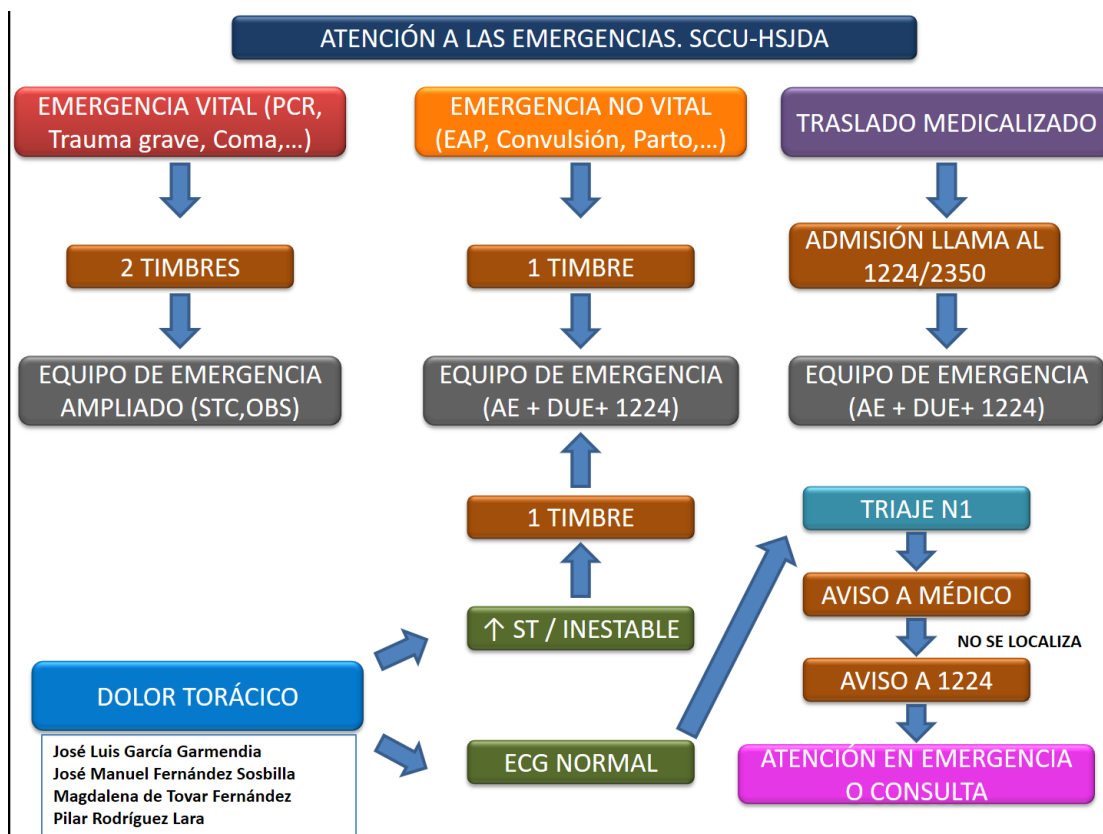 ATENCIÓN A LAS EMERGENCIAS. SCCU-HSJDA
EMERGENCIA VITAL (PCR,
Trauma grave, Coma,...)
2 TIMBRES
EQUIPO DE EMERGENCIA
AMPLIADO (STC,OBS)
EMERGENCIA NO VITAL
(EAP, Convulsión, Parto,...)
1 TIMBRE
EQUIPO DE EMERGENCIA
(AE + DUE+ 1224)
1 TIMBRE
↑ ST / INESTABLE
TRASLADO MEDICALIZADO
ADMISIÓN LLAMA AL
1224/2350
EQUIPO DE EMERGENCIA
(AE + DUE+ 1224)
DOLOR TORÁCICO
José Luis García Garmendia
José Manuel Fernández Sosbilla
Magdalena de Tovar Fernández
Pilar Rodríguez Lara
ECG NORMAL
TRIAJE N1
AVISO A MÉDICO
NO SE LOCALIZA
AVISO A 1224
ATENCIÓN EN EMERGENCIA
O CONSULTA